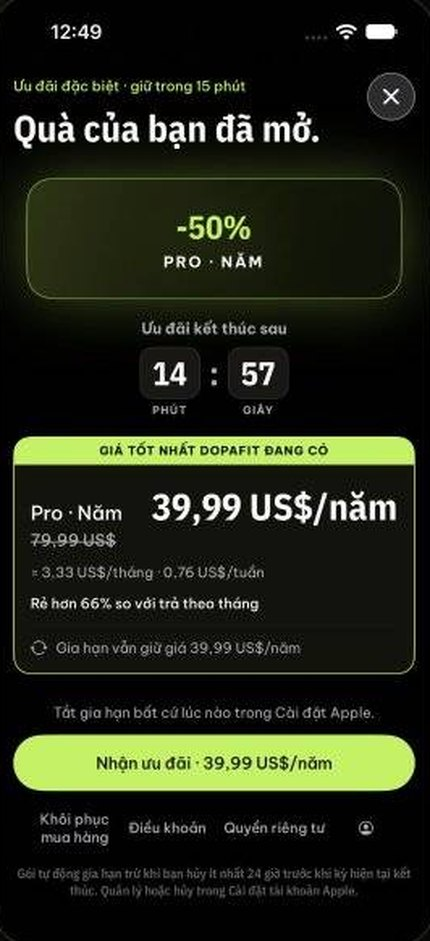 12:49
Ưu đãi đặc biệt · giữ trong 15 phút
Quà của bạn đã mở.
-50%
PRO · NĂM
Ưu đãi kết thúc sau
14 : 57
PHÚT GIÂY
GIÁ TỐT NHẤT DOPAFIT ĐANG CÓ
Pro · Năm 39,99 US$/năm
79,99 US$
≈ 3,33 US$/tháng · 0,76 US$/tuần
Rẻ hơn 66% so với trả theo tháng
Gia hạn vẫn giữ giá 39,99 US$/năm
Tắt gia hạn bất cứ lúc nào trong Cài đặt Apple.
Nhận ưu đãi · 39,99 US$/năm
Khôi phục
mua hàng
Điều khoản
Quyền riêng tư
Gói tự động gia hạn trừ khi bạn hủy ít nhất 24 giờ trước khi kỳ hiện tại kết
thúc. Quản lý hoặc hủy trong Cài đặt tài khoản Apple.